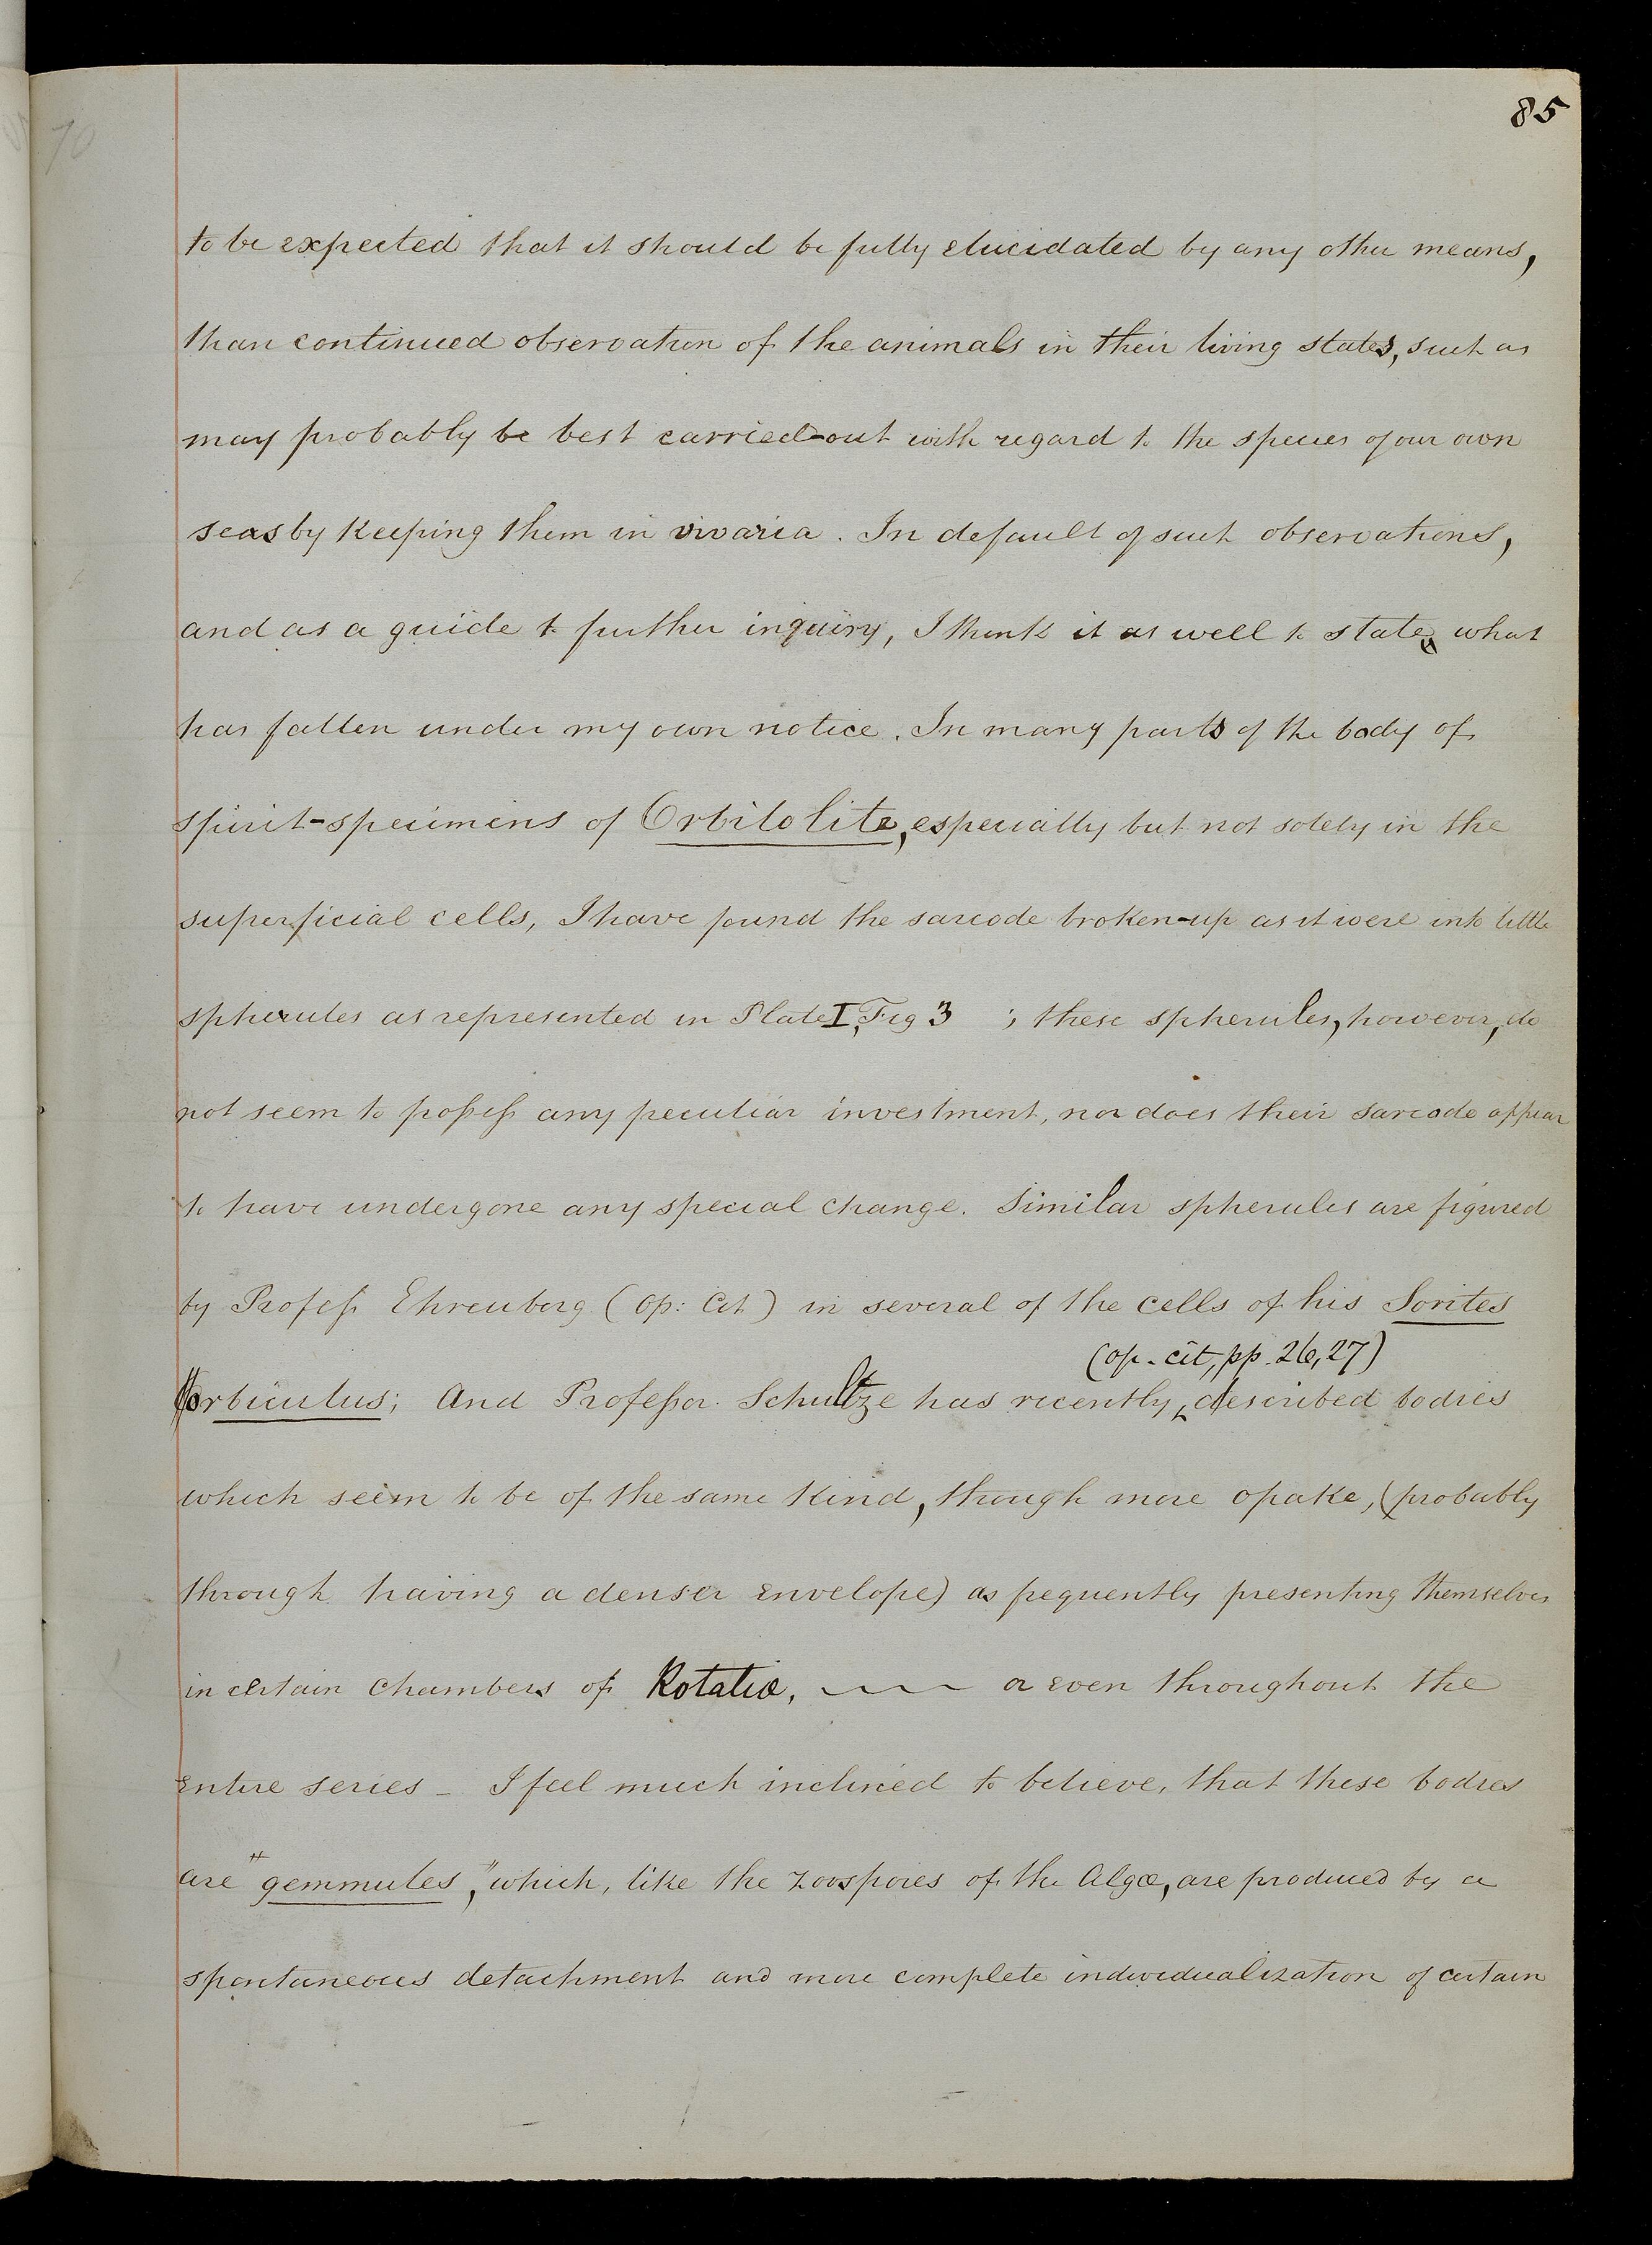 85
70
to be expected that it should be fully elucidated by any other means,
than continued observation of the animals in their living states, such as
may probably be best carried-out with regard to the species of our own
seas by keeping them in vivaria. In default of such observations,
and as a guide to further inquiry, I think it as well to state what
has fallen under my own notice. In many parts of the body of
spirit-specimens of Orbitolite, especially but not solely in the
superficial cells, I have found the sarcode broken-up as it were into little
spherules as represented in Plate I, Fig 3 ; these spherules, however, do
not seem to possess any peculiar investment, nor does their sarcode appear
to have undergone any special change. Similar spherules are figured
by Profess Ehrenberg (op: Cit) in several of the cells of his Sorites
(op. cit, pp. 26, 27)
orbiculus; And Professor Schultze has recently, described bodies
which seem to be of the same kind, though more opake, (probably
through having a denser envelope) as frequently presenting themselves
in certain chambers of Rotaliæ, or even throughout the
entire series - I feel much inclined to believe, that these bodies
are "gemmules", which, like the zoospores of the Algæ, are produced by a
spontaneous detachment and more complete individualization of certain